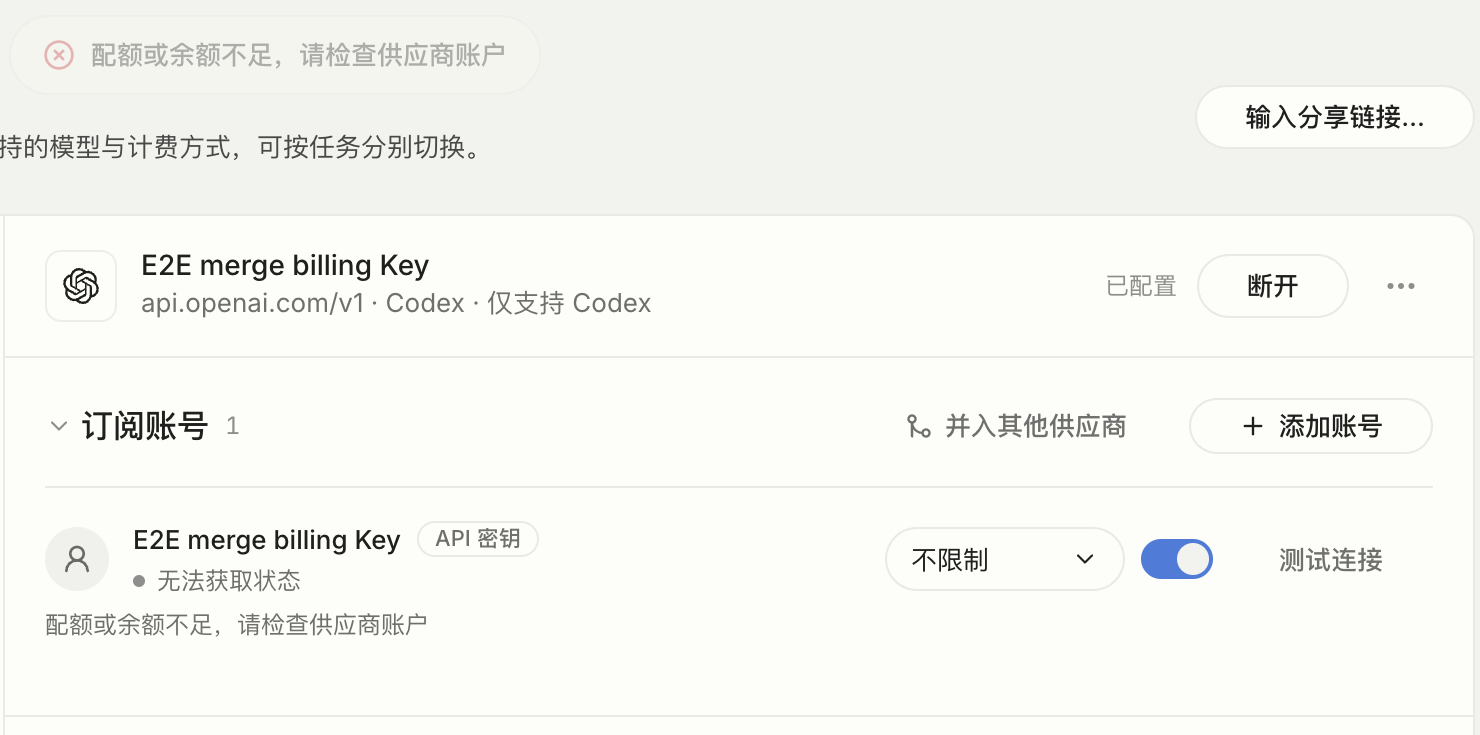 配额或余额不足，请检查供应商账户
输入分享链接...
持的模型与计费方式，可按任务分别切换。
E2E merge billing Key
api.openai.com/v1 · Codex · 仅支持 Codex
已配置
断开
订阅账号 1
并入其他供应商
+ 添加账号
E2E merge billing Key
API 密钥
无法获取状态
不限制
测试连接
配额或余额不足，请检查供应商账户